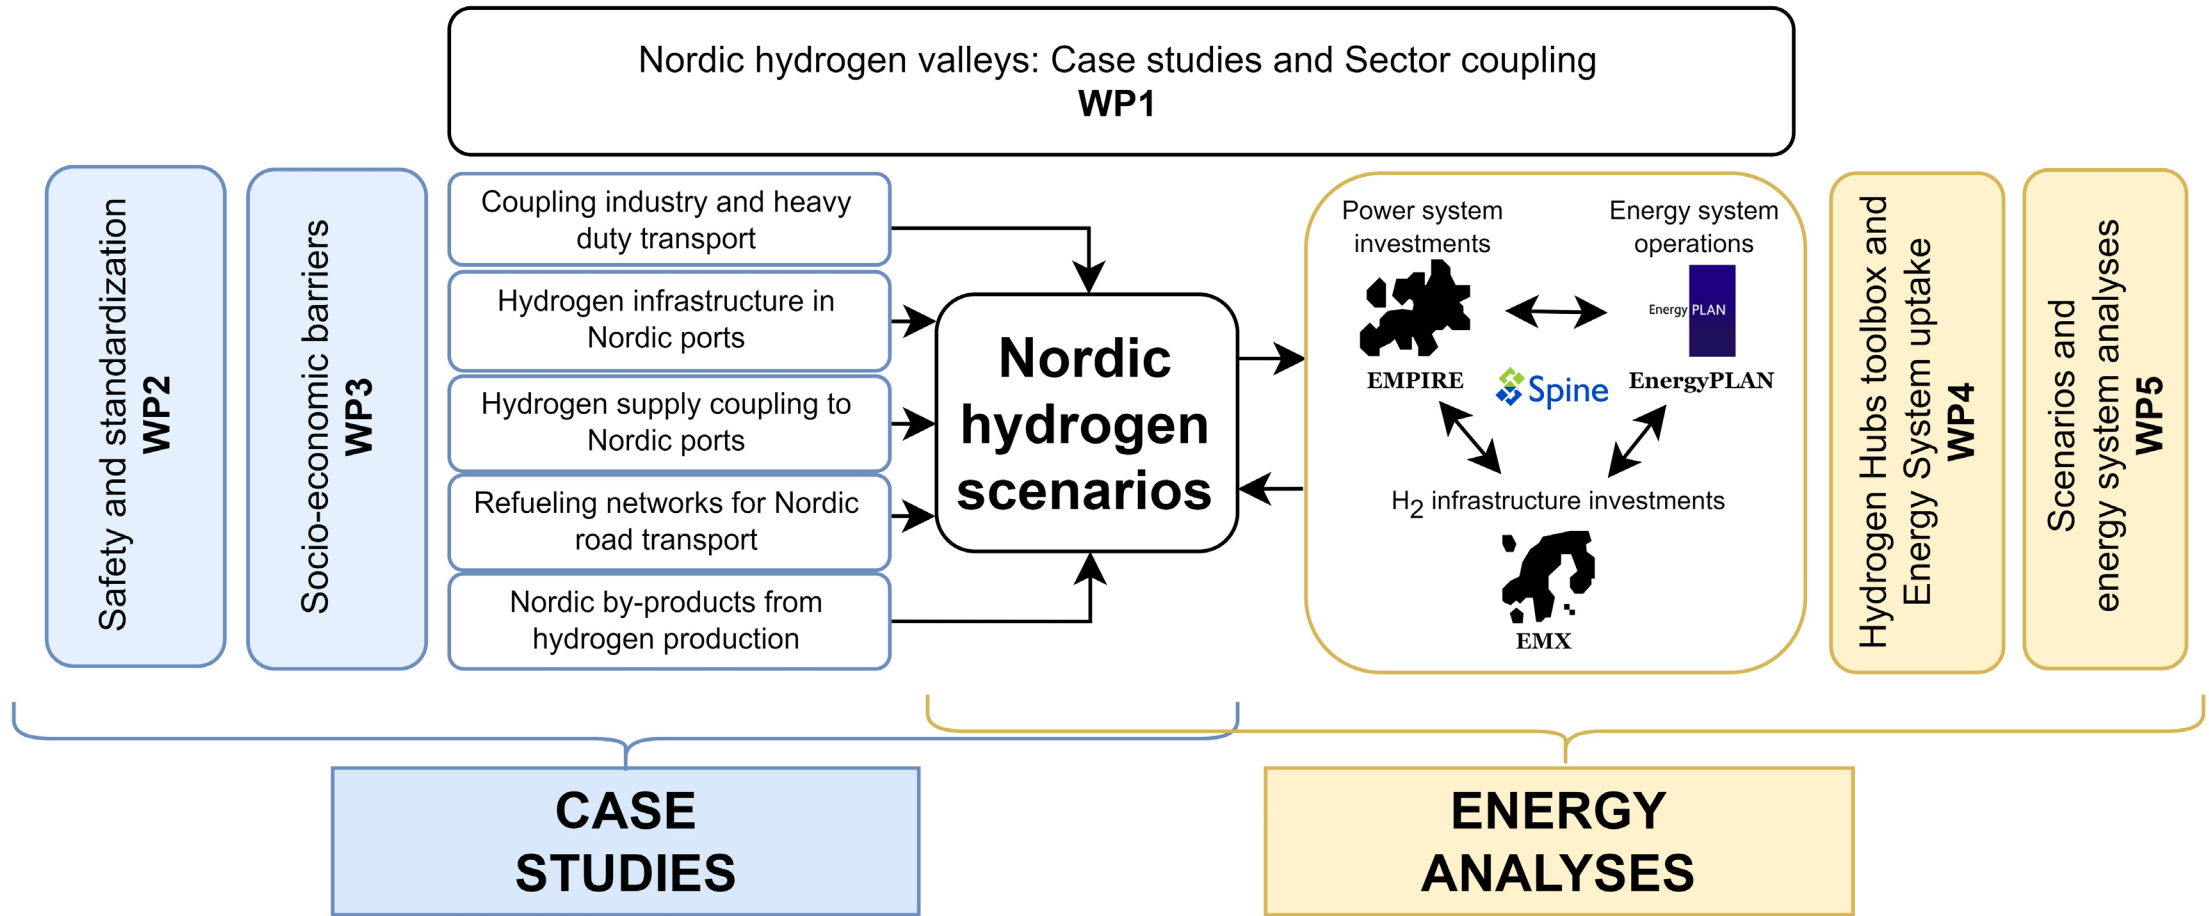 Nordic hydrogen valleys: Case studies and Sector coupling
WP1
Safety and standardization
WP2
Socio-economic barriers
WP3
Coupling industry and heavy
duty transport
Hydrogen infrastructure in
Nordic ports
Hydrogen supply coupling to
Nordic ports
Refueling networks for Nordic
road transport
Nordic by-products from
hydrogen production
Nordic
hydrogen
scenarios
Power system
investments
EMPIRE
Energy system
operations
Energy PLAN
EnergyPLAN
Spine
H2 infrastructure investments
EMX
Hydrogen Hubs toolbox and
Energy System uptake
WP4
Scenarios and
energy system analyses
WP5
CASE
STUDIES
ENERGY
ANALYSES